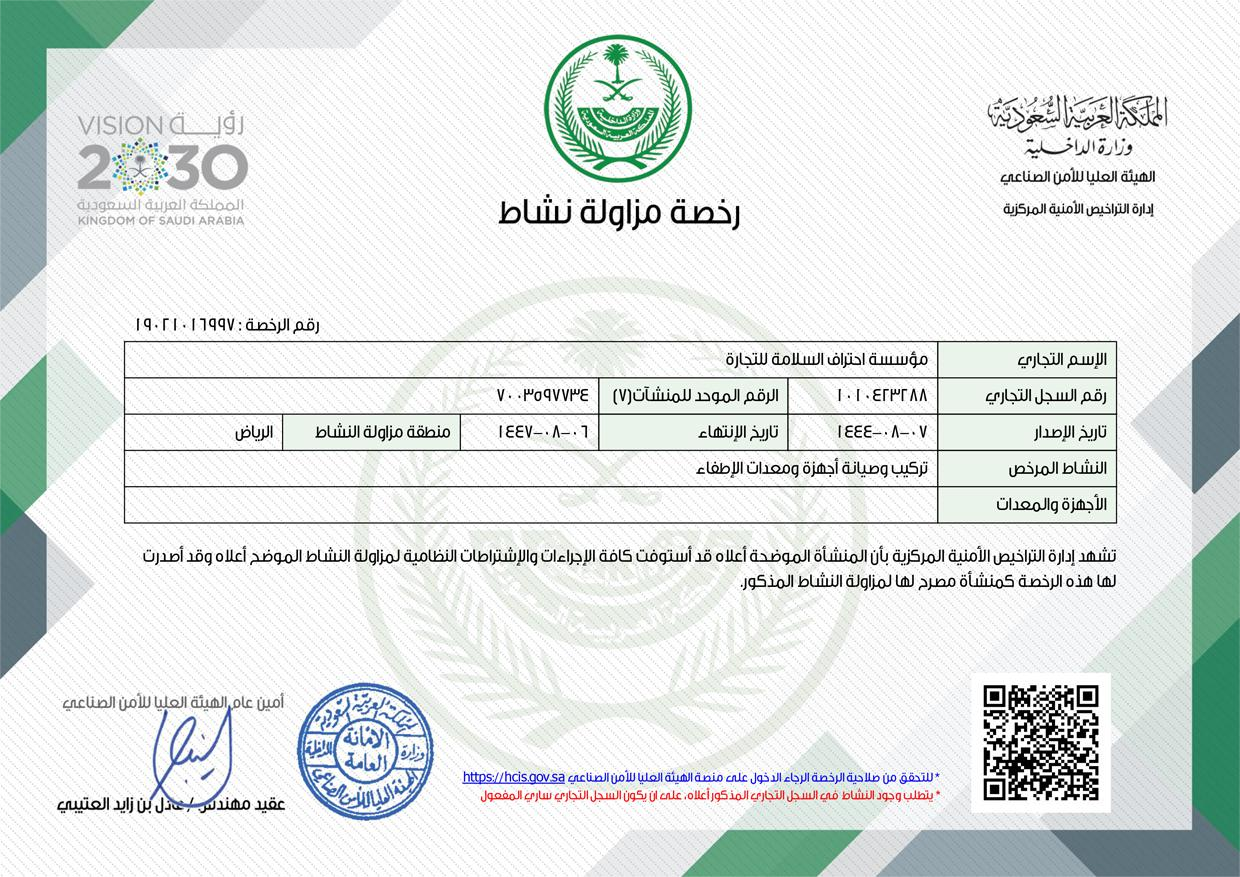 المملكة العربية السعودية
وزارة الداخلية
الهيئة العليا للأمن الصناعي
إدارة التراخيص الأمنية المركزية
وزارة الداخلية
المملكة العربية السعودية
رخصة مزاولة نشاط
VISION رؤيــة
2030
المملكة العربية السعودية
KINGDOM OF SAUDI ARABIA
رقم الرخصة : ١٩٠٢١٠١٦٩٩٧
الإسم التجاري مؤسسة احتراف السلامة للتجارة
رقم السجل التجاري ١٠١٠٤٢٣٢٨٨ الرقم الموحد للمنشآت(٧) ٧٠٠٣٥٩٧٧٣٤
تاريخ الإصدار ٠٧-٠٨-١٤٤٤ تاريخ الإنتهاء ٠٦-٠٨-١٤٤٧ منطقة مزاولة النشاط الرياض
النشاط المرخص تركيب وصيانة أجهزة ومعدات الإطفاء
الأجهزة والمعدات
تشهد إدارة التراخيص الأمنية المركزية بأن المنشأة الموضحة أعلاه قد أستوفت كافة الإجراءات والإشتراطات النظامية لمزاولة النشاط الموضح أعلاه وقد أصدرت
لها هذه الرخصة كمنشأة مصرح لها لمزاولة النشاط المذكور.
* للتحقق من صلاحية الرخصة الرجاء الدخول على منصة الهيئة العليا للأمن الصناعي https://hcis.gov.sa
* يتطلب وجود النشاط في السجل التجاري المذكور أعلاه، على ان يكون السجل التجاري ساري المفعول
المملكة العربية السعودية
وزارة الداخلية
الهيئة العليا للأمن الصناعي
الامانة
العامة
أمين عام الهيئة العليا للأمن الصناعي
عقيد مهندس / عادل بن زايد العتيبي